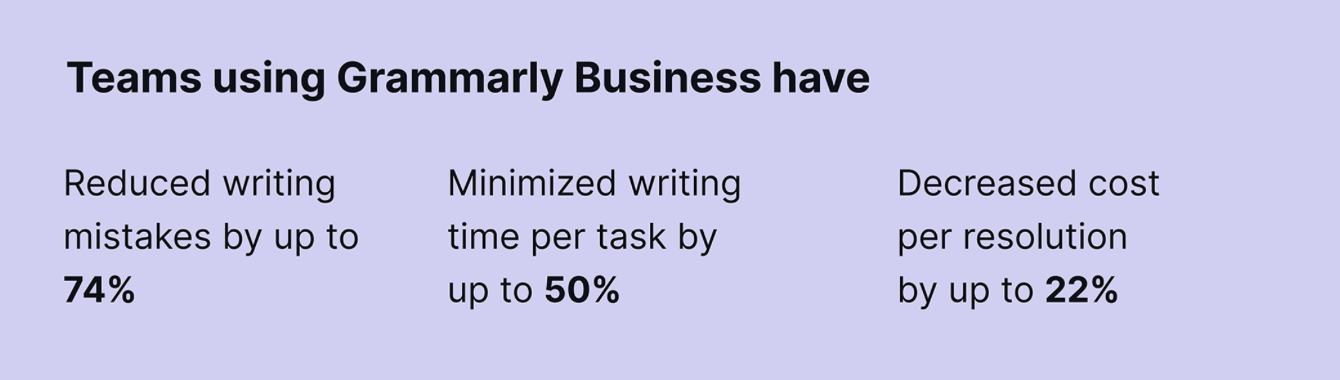 Teams using Grammarly Business have
Reduced writing
mistakes by up to
74%
Minimized writing
time per task by
up to 50%
Decreased cost
per resolution
by up to 22%